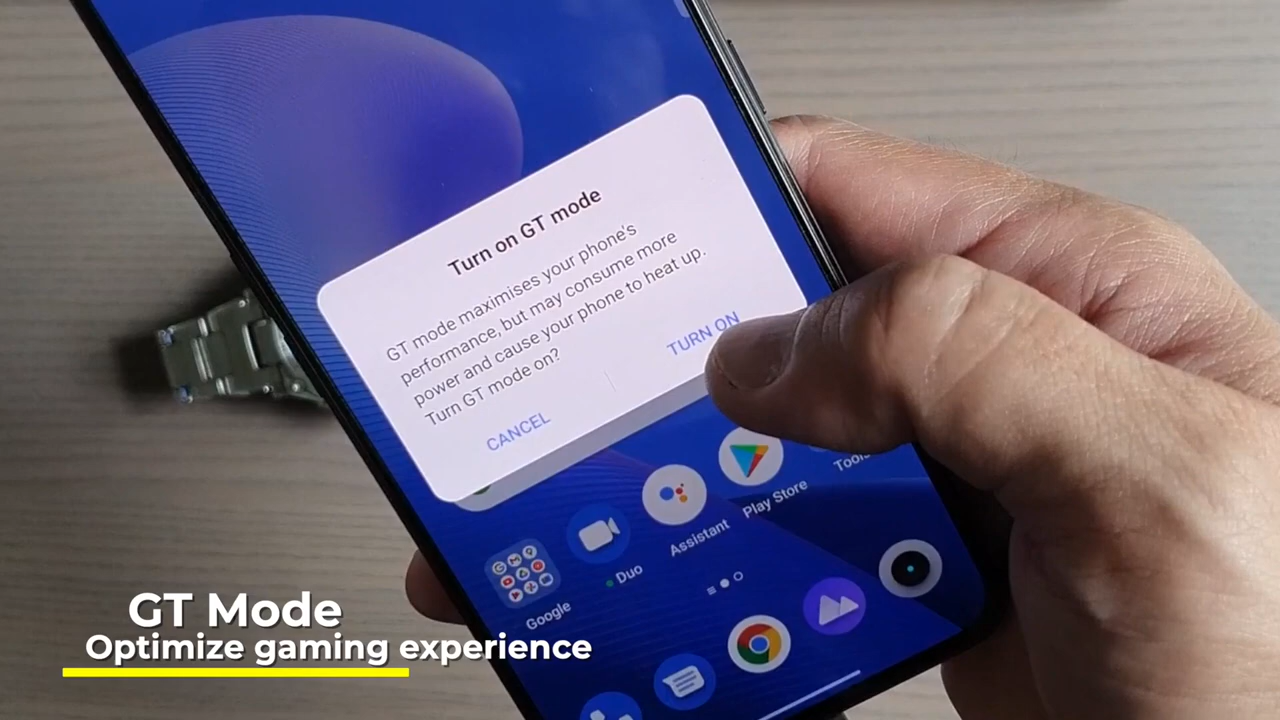 Turn on GT mode
GT mode maximises your phone's
performance, but may consume more
power and cause your phone to heat up.
Turn GT mode on?
CANCEL
TURN ON
Google
Duo
Assistant
Play Store
GT Mode
Optimize gaming experience